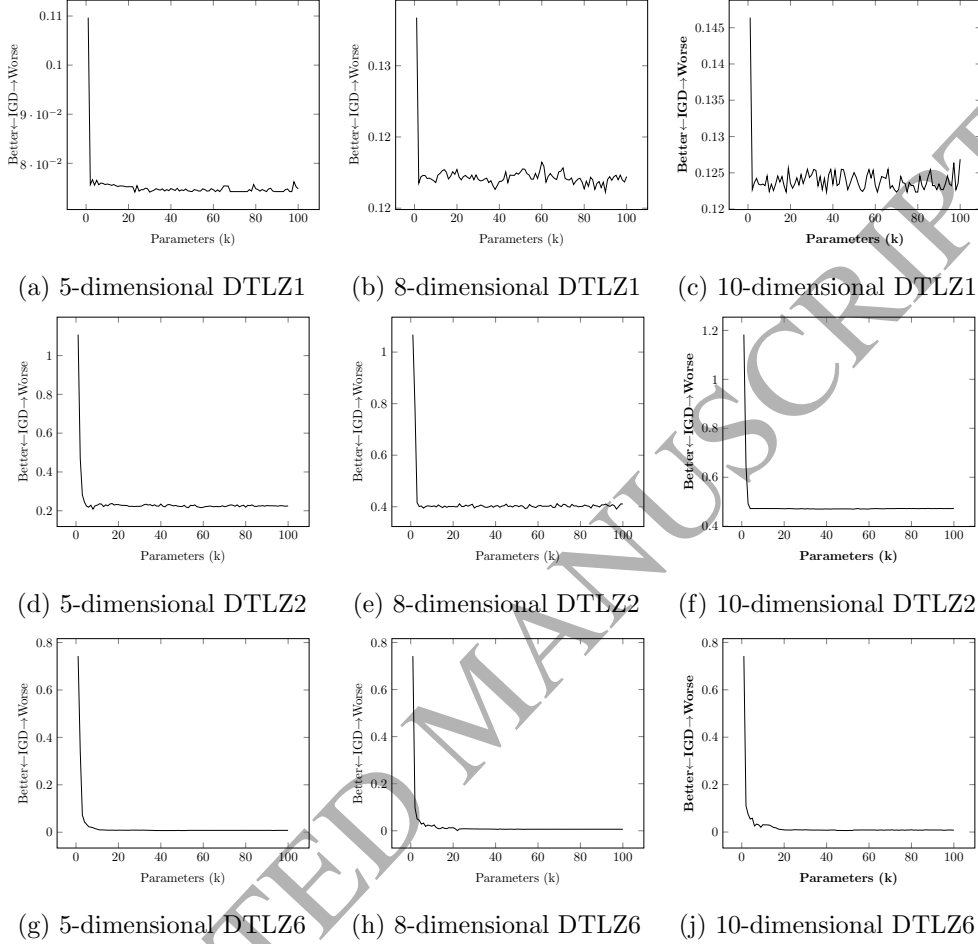 0.11
0.1
9 · 10⁻²
8 · 10⁻²
Better←IGD→Worse
0 20 40 60 80 100
Parameters (k)
0.13
0.12
0.12
Better←IGD→Worse
0 20 40 60 80 100
Parameters (k)
0.145
0.14
0.135
0.13
0.125
0.12
Better←IGD→Worse
0 20 40 60 80 100
Parameters (k)
(a) 5-dimensional DTLZ1
(b) 8-dimensional DTLZ1
(c) 10-dimensional DTLZ1
1
0.8
0.6
0.4
0.2
Better←IGD→Worse
0 20 40 60 80 100
Parameters (k)
1
0.8
0.6
0.4
Better←IGD→Worse
0 20 40 60 80 100
Parameters (k)
1.2
1
0.8
0.6
0.4
Better←IGD→Worse
0 20 40 60 80 100
Parameters (k)
(d) 5-dimensional DTLZ2
(e) 8-dimensional DTLZ2
(f) 10-dimensional DTLZ2
0.8
0.6
0.4
0.2
0
Better←IGD→Worse
0 20 40 60 80 100
Parameters (k)
0.8
0.6
0.4
0.2
0
Better←IGD→Worse
0 20 40 60 80 100
Parameters (k)
0.8
0.6
0.4
0.2
0
Better←IGD→Worse
0 20 40 60 80 100
Parameters (k)
(g) 5-dimensional DTLZ6
(h) 8-dimensional DTLZ6
(j) 10-dimensional DTLZ6
TED MANUSCRIPT